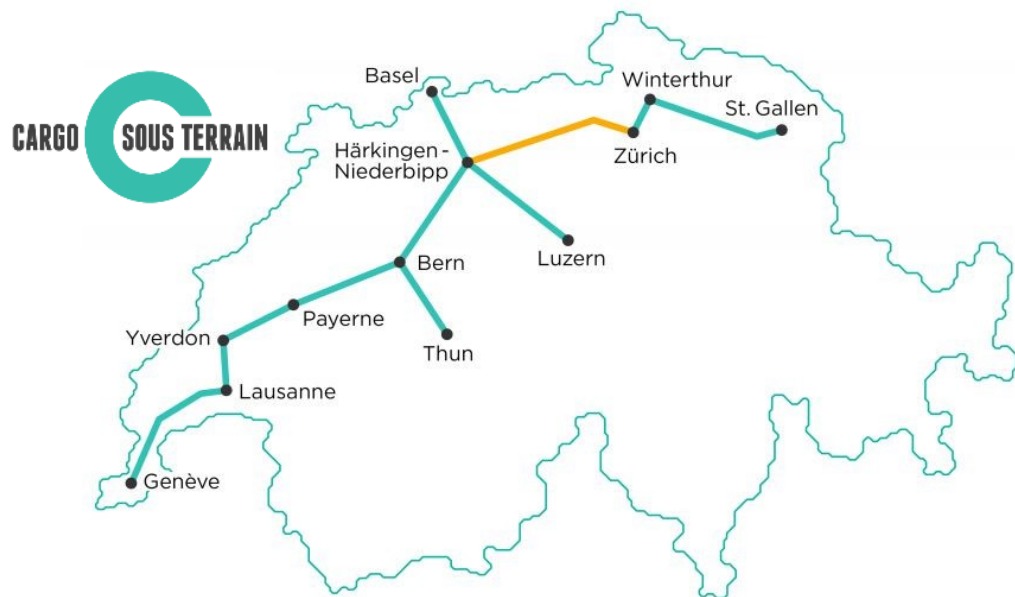 CARGO SOUS TERRAIN
Basel
Winterthur
St. Gallen
Härkingen-
Niederbipp
Zürich
Luzern
Bern
Payerne
Thun
Yverdon
Lausanne
Genève